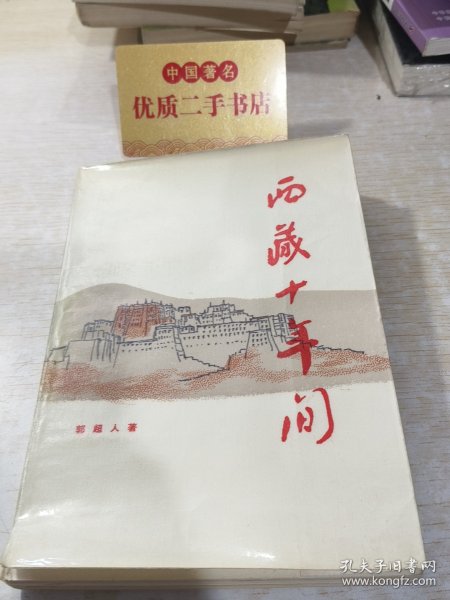 中国著名
优质二手书店
西藏十年间
郭超人著
孔夫子旧书网
www.kongfz.com